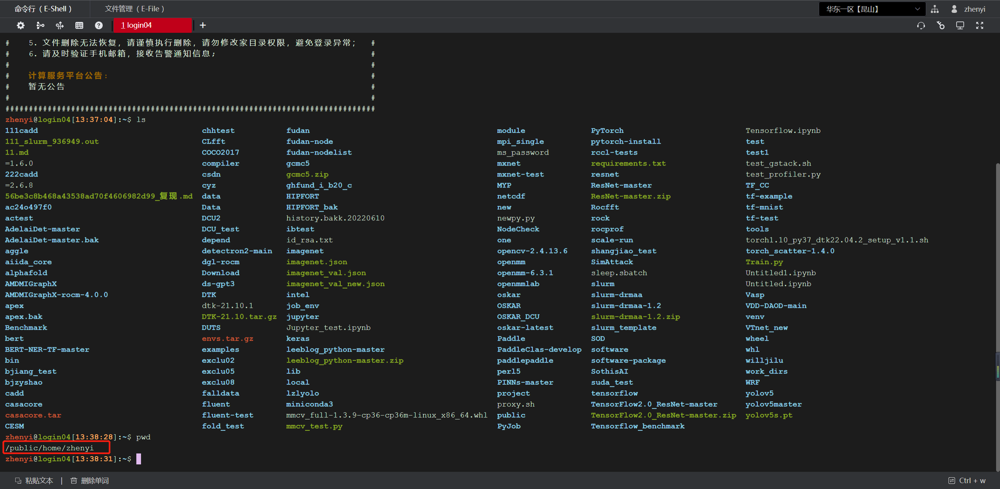 命令行（E-Shell） 文件管理（E-File） 华东一区【昆山】 zhenyi
? 1 login04 +
# 5. 文件删除无法恢复，请谨慎执行删除，请勿修改家目录权限，避免登录异常； #
# 6. 请及时验证手机邮箱，接收告警通知信息； #
# #
# 计算服务平台公告： #
# 暂无公告 #
# #
###############################################################################
zhenyi@login04[13:37:04]:~$ ls
111cadd chhtest fudan module PyTorch Tensorflow.ipynb
111_slurm_936949.out CLfft fudan-node mpi_single pytorch-install test
11.md COCO2017 fudan-nodelist ms_password rccl-tests test1
=1.6.0 compiler gcmc5 mxnet requirements.txt test_gstack.sh
222cadd csdn gcmc5.zip mxnet-test resnet test_profiler.py
=2.6.8 cyz ghfund_i_b20_c MYP ResNet-master TF_CC
56be3c8b468a43538ad70f4606982d99_复现.md data HIPFORT netcdf ResNet-master.zip tf-example
ac24o497f0 Data HIPFORT_bak new Rocfft tf-mnist
actest DCU2 history.bakk.20220610 newpy.py rock tf-test
AdelaiDet-master DCU_test ibtest NodeCheck rocprof tools
AdelaiDet-master.bak depend id_rsa.txt one scale-run torch1.10_py37_dtk22.04.2_setup_v1.1.sh
aggle detectron2-main imagenet opencv-2.4.13.6 shangjiao_test torch_scatter-1.4.0
aiida_core dgl-rocm imagenet.json openmm SimAttack Train.py
alphafold Download imagenet_val.json openmm-6.3.1 sleep.sbatch Untitled1.ipynb
AMDMIGraphX ds-gpt3 imagenet_val_new.json openmmlab slurm Untitled.ipynb
AMDMIGraphX-rocm-4.0.0 DTK intel oskar slurm-drmaa Vasp
apex dtk-21.10.1 job_env OSKAR slurm-drmaa-1.2 VDD-DAOD-main
apex.bak DTK-21.10.tar.gz jupyter OSKAR_DCU slurm-drmaa-1.2.zip venv
Benchmark DUTS Jupyter_test.ipynb oskar-latest slurm_template VTnet_new
bert envs.tar.gz keras Paddle SOD wheel
BERT-NER-TF-master examples leeblog_python-master PaddleClas-develop software whl
bin exclu02 leeblog_python-master.zip paddlepaddle software-package willjilu
bjiang_test exclu05 lib perl5 SothisAI work_dirs
bjzyshao exclu08 local PINNs-master suda_test WRF
cadd falldata lzlyolo project tensorflow yolov5
casacore fluent miniconda3 proxy.sh TensorFlow2.0_ResNet-master yolov5master
casacore.tar fluent-test mmcv_full-1.3.9-cp36-cp36m-linux_x86_64.whl public TensorFlow2.0_ResNet-master.zip yolov5s.pt
CESM fold_test mmcv_test.py PyJob Tensorflow_benchmark
zhenyi@login04[13:38:28]:~$ pwd
/public/home/zhenyi
zhenyi@login04[13:38:31]:~$
粘贴文本 | 删除单词 Ctrl + w